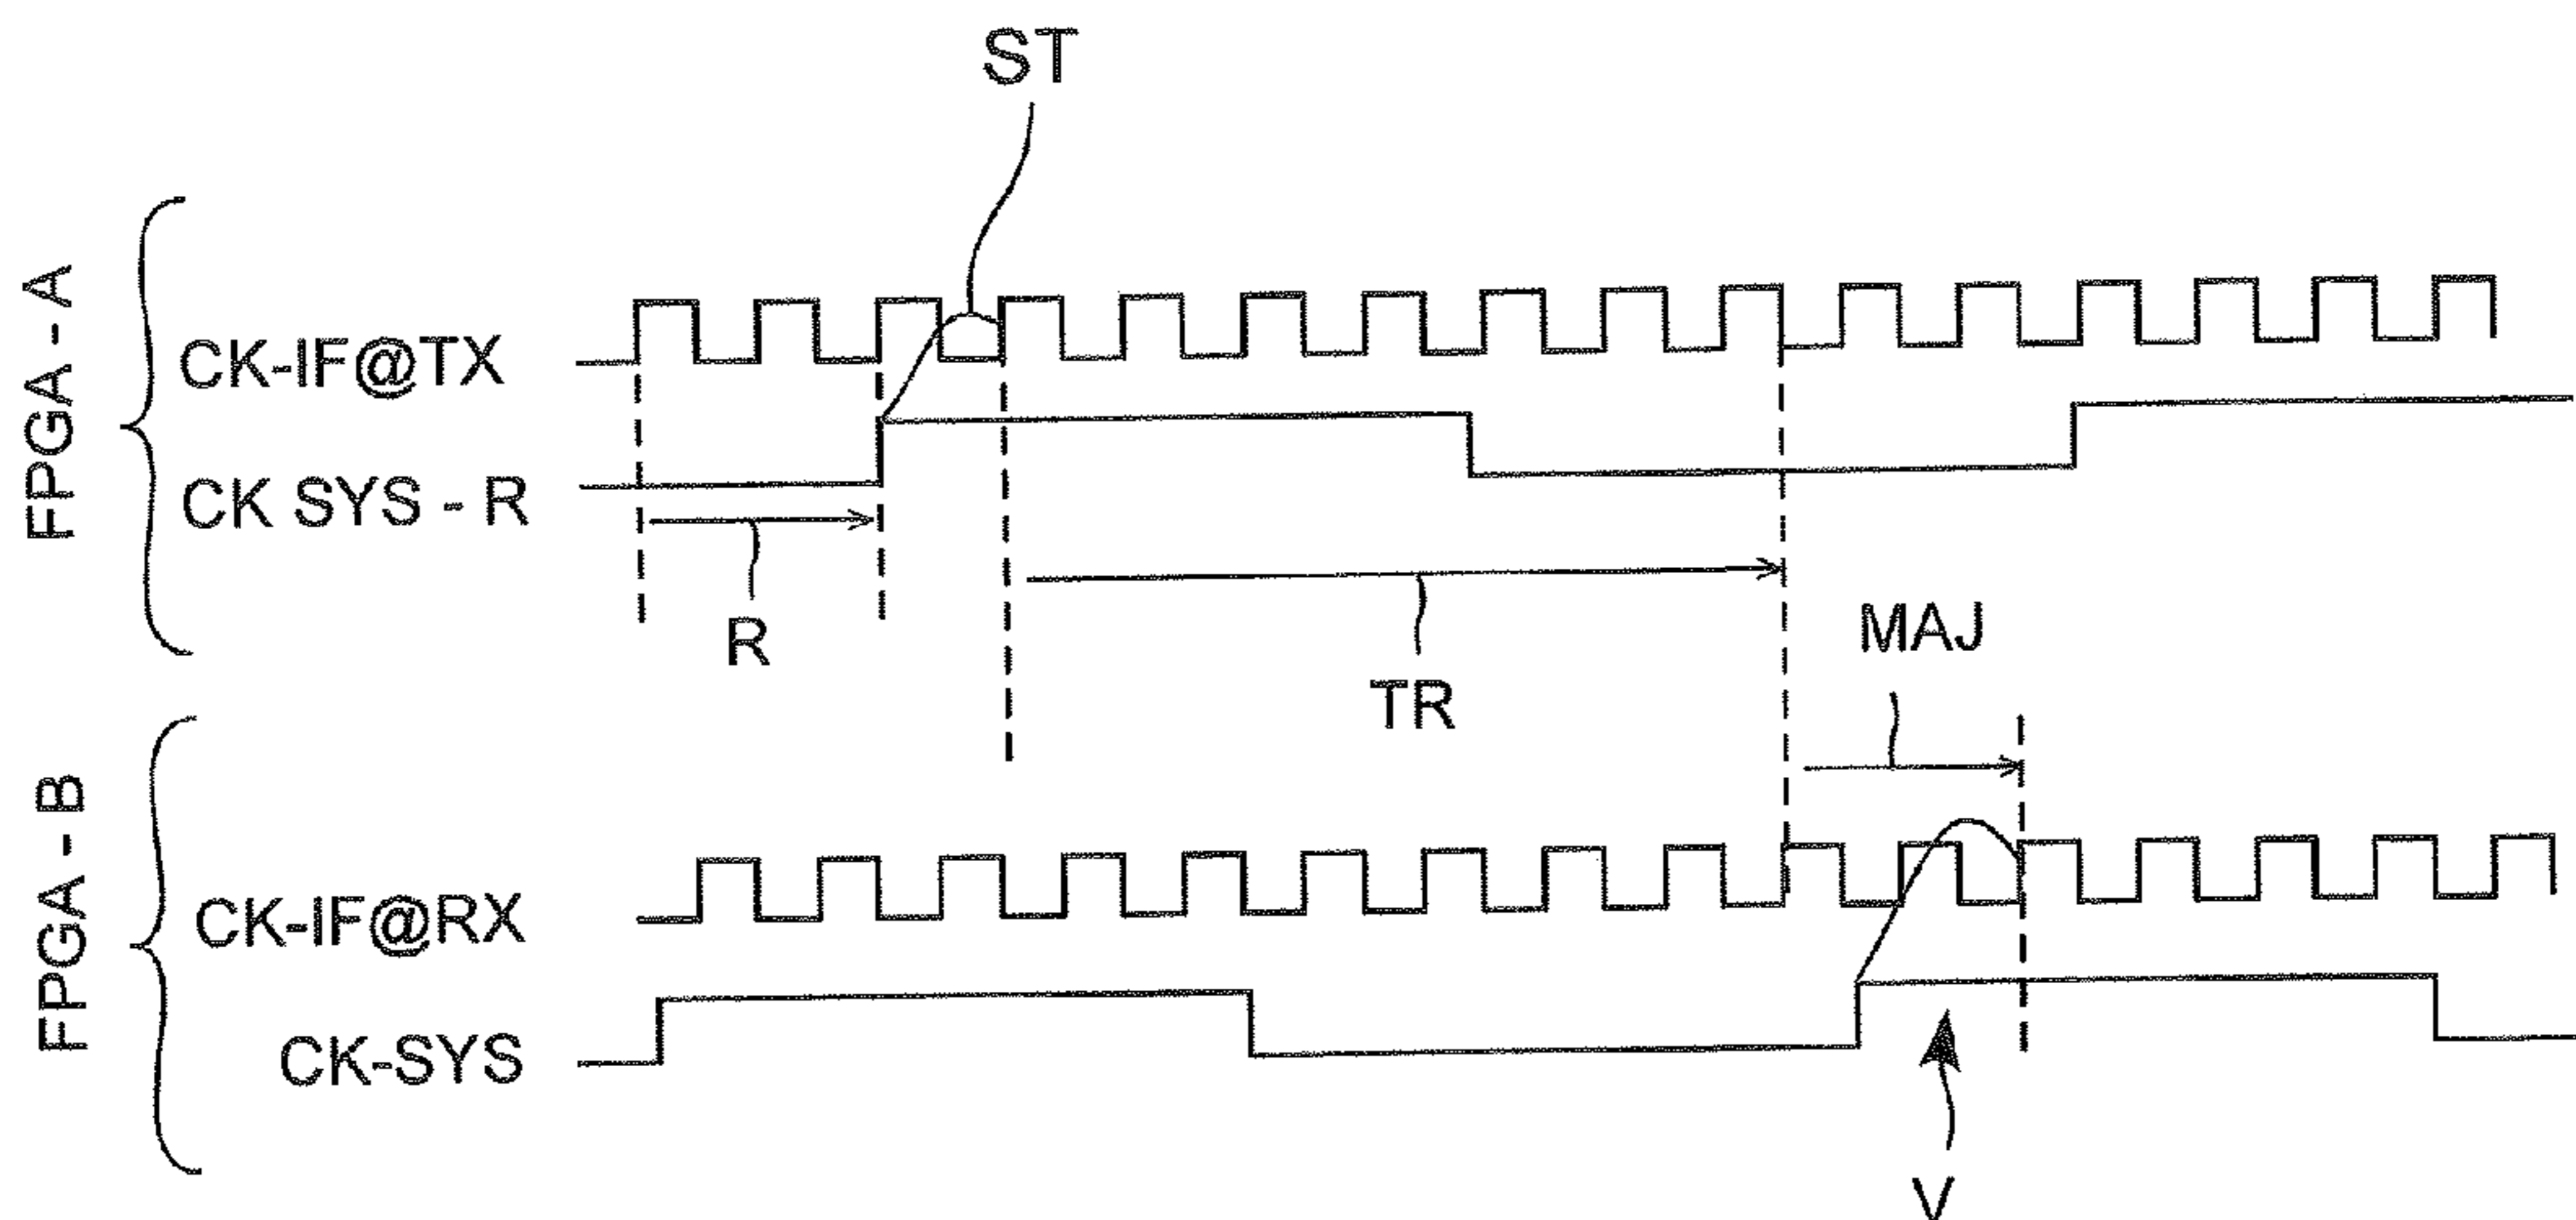 ST
FPGA - A
CK-IF@TX
CK SYS - R
R
TR
MAJ
FPGA - B
CK-IF@RX
CK-SYS
V